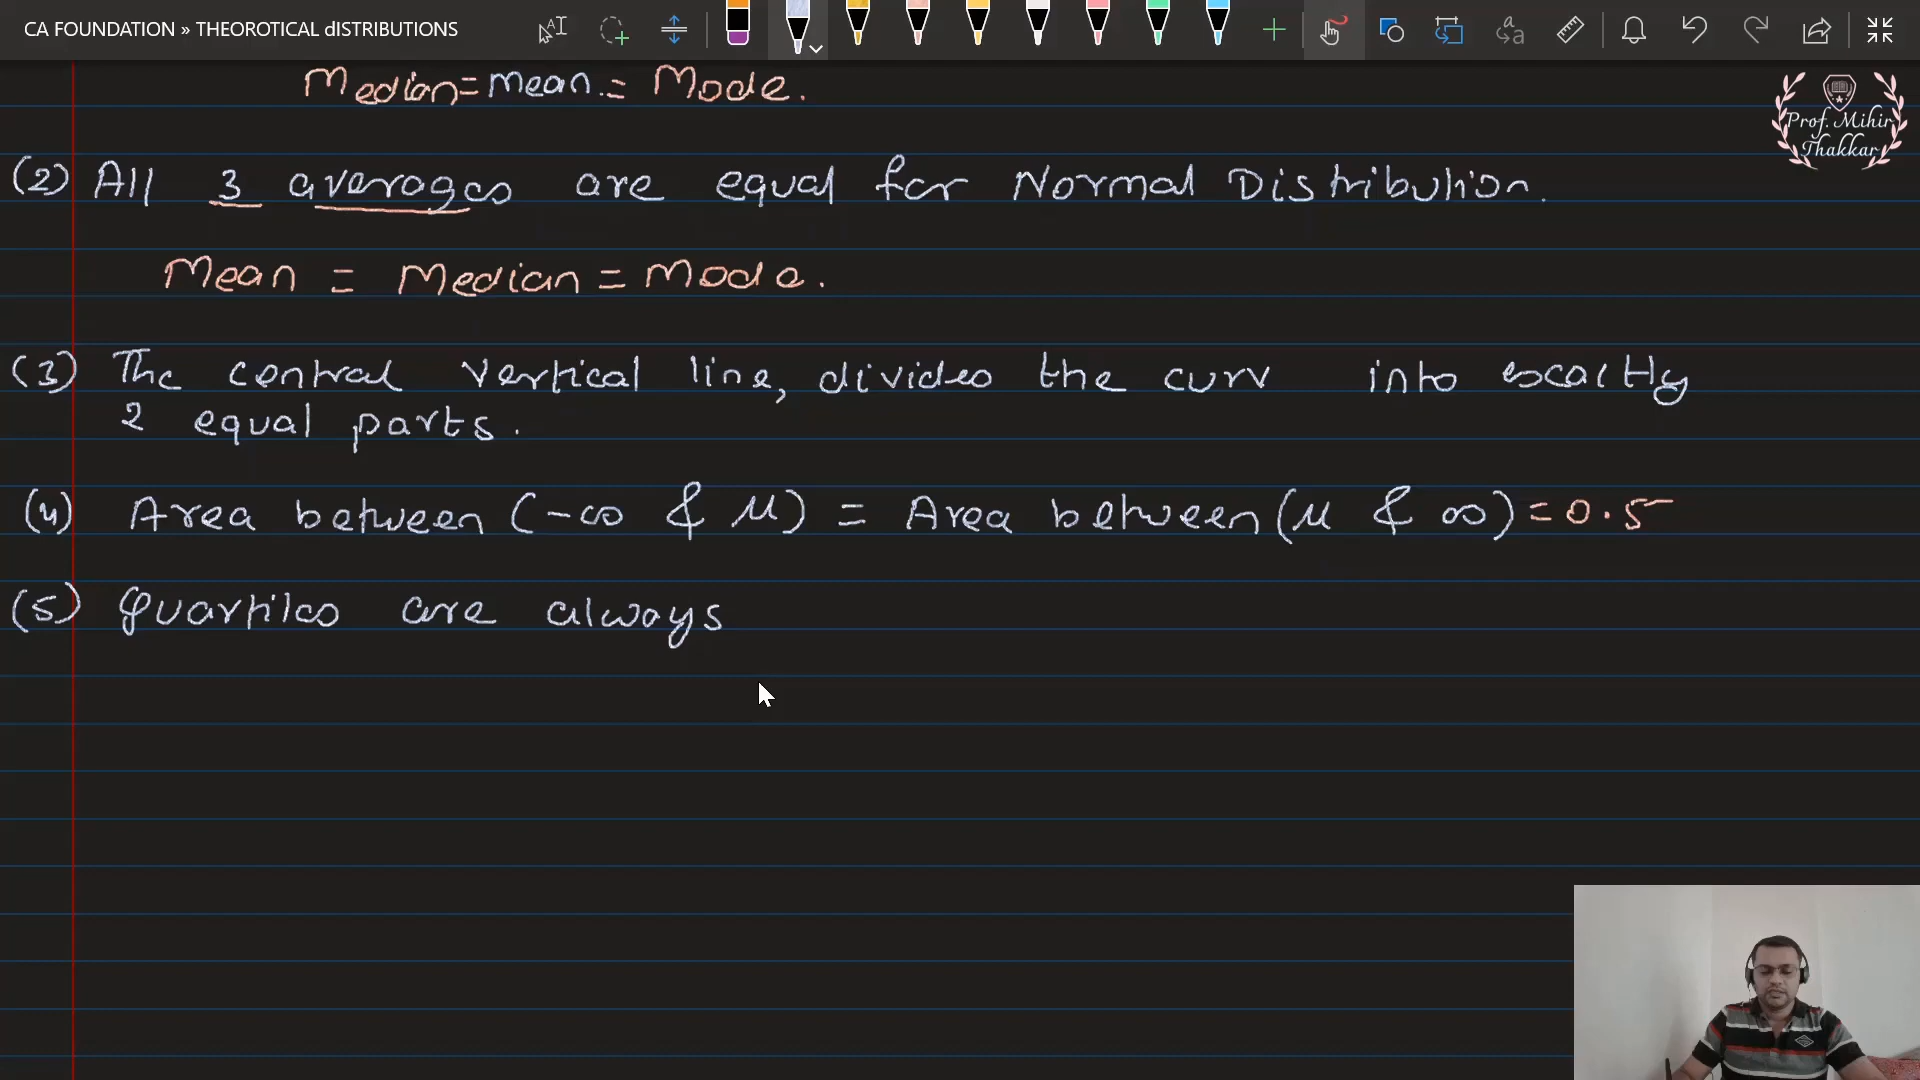 CA FOUNDATION » THEOROTICAL dISTRIBUTIONS
Median = Mean. = Mode.
Prof. Mihir
Thakkar
(2) All 3 averages are equal for Normal Distribution.
Mean = Median = Mode.
(3) The central vertical line, divides the curv into exactly
2 equal parts.
(4) Area between (-∞ & μ) = Area between (μ & ∞) = 0.5
(5) Quartiles are always